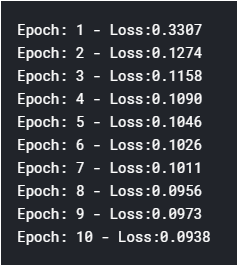 Epoch: 1 - Loss:0.3307
Epoch: 2 - Loss:0.1274
Epoch: 3 - Loss:0.1158
Epoch: 4 - Loss:0.1090
Epoch: 5 - Loss:0.1046
Epoch: 6 - Loss:0.1026
Epoch: 7 - Loss:0.1011
Epoch: 8 - Loss:0.0956
Epoch: 9 - Loss:0.0973
Epoch: 10 - Loss:0.0938